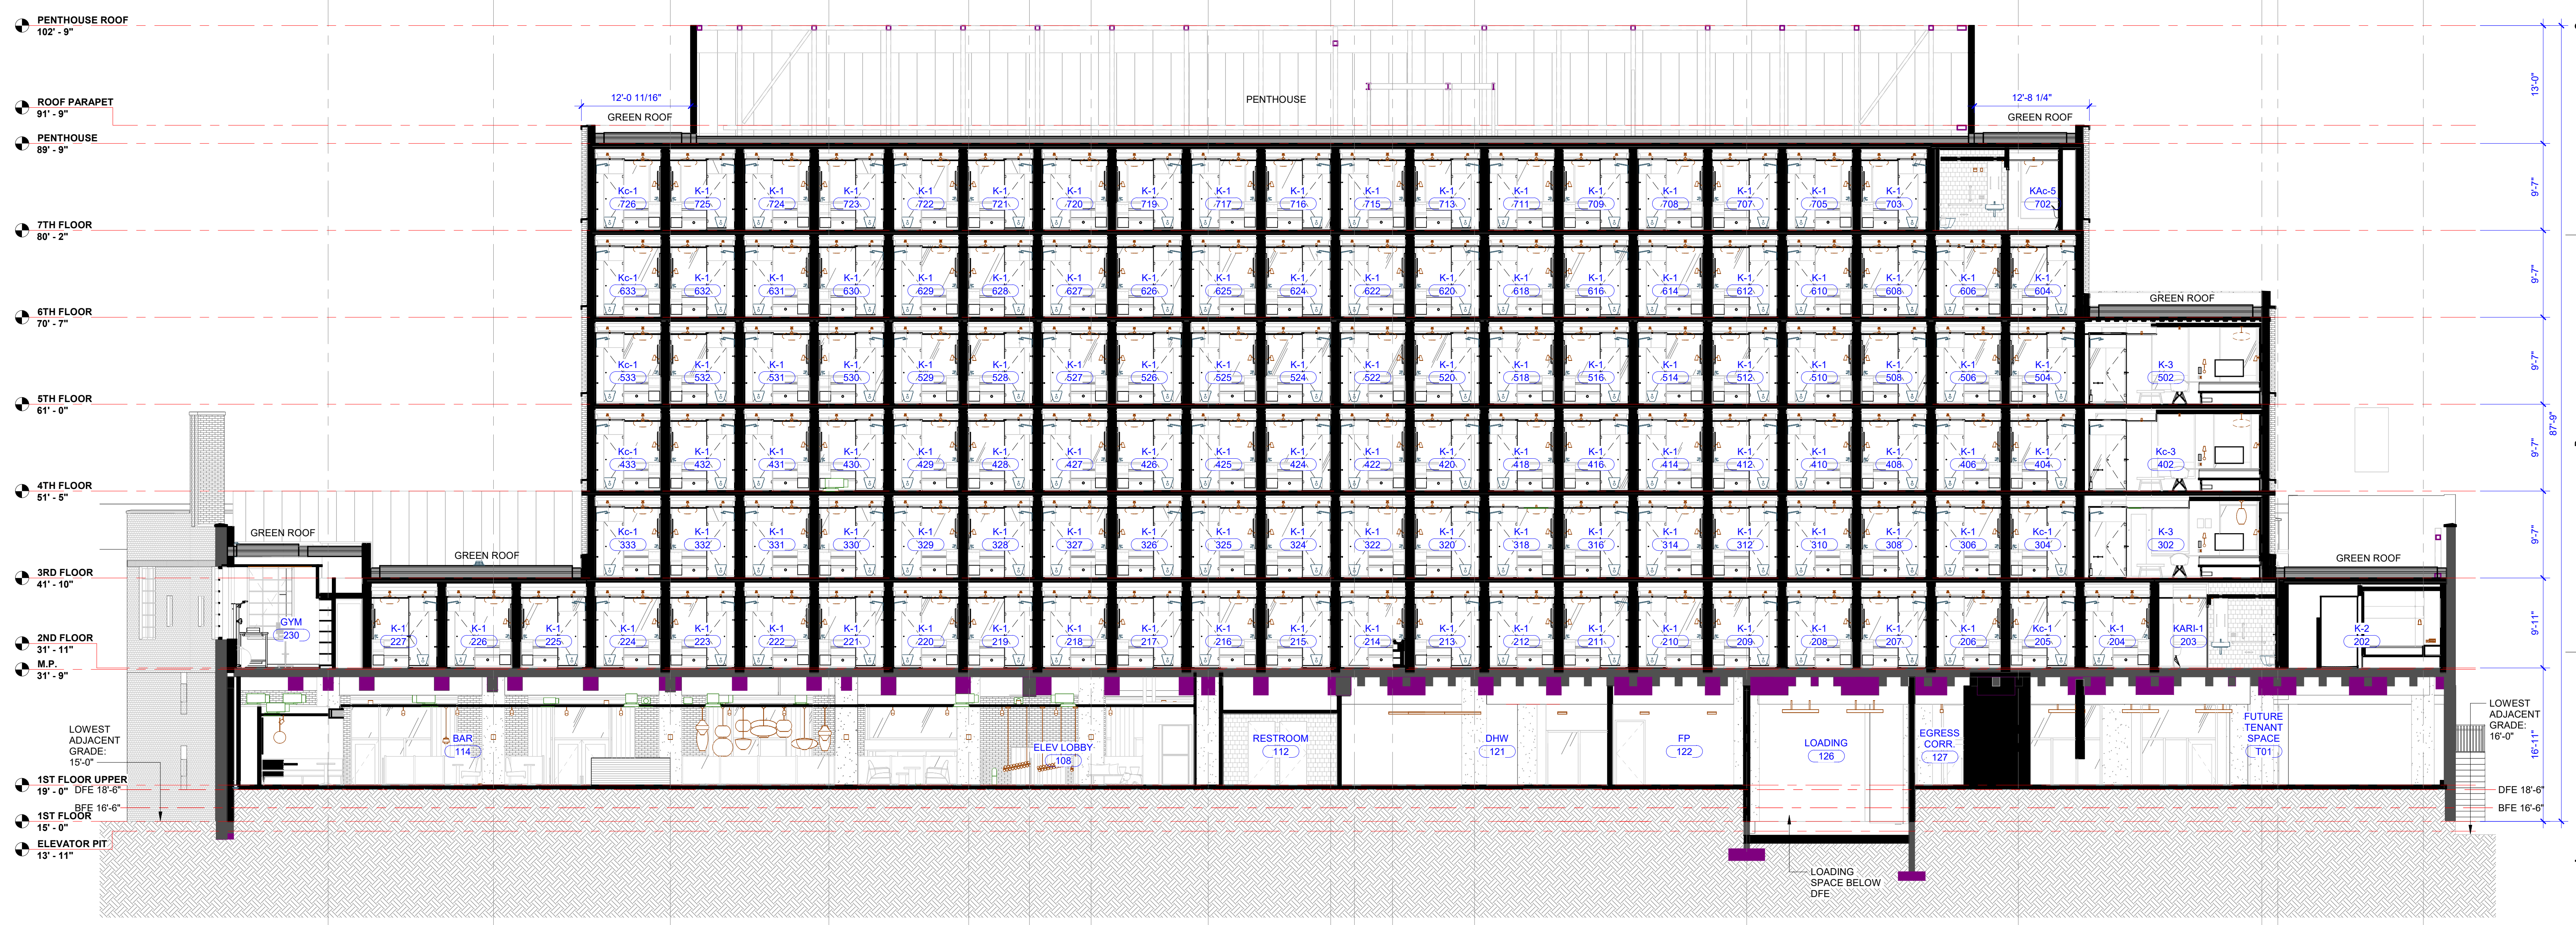 PENTHOUSE ROOF
102' - 9"
ROOF PARAPET
91' - 9"
PENTHOUSE
89' - 9"
7TH FLOOR
80' - 2"
6TH FLOOR
70' - 7"
5TH FLOOR
61' - 0"
4TH FLOOR
51' - 5"
3RD FLOOR
41' - 10"
2ND FLOOR
31' - 11"
M.P.
31' - 9"
LOWEST
ADJACENT
GRADE:
15'-0"
1ST FLOOR UPPER
19' - 0" DFE 18'-6"
BFE 16'-6"
1ST FLOOR
15' - 0"
ELEVATOR PIT
13' - 11"
12'-0 11/16"
GREEN ROOF
PENTHOUSE
12'-8 1/4"
GREEN ROOF
Kc-1 K-1 K-1 K-1 K-1 K-1 K-1 K-1 K-1 K-1 K-1 K-1 K-1 K-1 K-1 K-1 K-1 K-1 KAc-5
726 725 724 723 722 721 720 719 717 716 715 713 711 709 708 707 705 703 702
Kc-1 K-1 K-1 K-1 K-1 K-1 K-1 K-1 K-1 K-1 K-1 K-1 K-1 K-1 K-1 K-1 K-1 K-1 K-1 K-1
633 632 631 630 629 628 627 626 625 624 622 620 618 616 614 612 610 608 606 604
GREEN ROOF
Kc-1 K-1 K-1 K-1 K-1 K-1 K-1 K-1 K-1 K-1 K-1 K-1 K-1 K-1 K-1 K-1 K-1 K-1 K-1 K-1 K-3
533 532 531 530 529 528 527 526 525 524 522 520 518 516 514 512 510 508 506 504 502
Kc-1 K-1 K-1 K-1 K-1 K-1 K-1 K-1 K-1 K-1 K-1 K-1 K-1 K-1 K-1 K-1 K-1 K-1 K-1 K-1 Kc-3
433 432 431 430 429 428 427 426 425 424 422 420 418 416 414 412 410 408 406 404 402
GREEN ROOF
GREEN ROOF
Kc-1 K-1 K-1 K-1 K-1 K-1 K-1 K-1 K-1 K-1 K-1 K-1 K-1 K-1 K-1 K-1 K-1 K-1 K-1 Kc-1 K-3
333 332 331 330 329 328 327 326 325 324 322 320 318 316 314 312 310 308 306 304 302
GREEN ROOF
GYM K-1 K-1 K-1 K-1 K-1 K-1 K-1 K-1 K-1 K-1 K-1 K-1 K-1 K-1 K-1 K-1 K-1 K-1 K-1 K-1 K-1 K-1 Kc-1 K-1 KARI-1 K-2
230 227 226 225 224 223 222 221 220 219 218 217 216 215 214 213 212 211 210 209 208 207 206 205 204 203 202
BAR
114
ELEV LOBBY
108
RESTROOM
112
DHW
121
FP
122
LOADING
126
EGRESS
CORR.
127
FUTURE
TENANT
SPACE
T01
LOADING
SPACE BELOW
DFE
LOWEST
ADJACENT
GRADE:
16'-0"
DFE 18'-6"
BFE 16'-6"
13'-0"
9'-7"
9'-7"
9'-7"
9'-7"
9'-7"
9'-11"
16'-11"
87'-9"